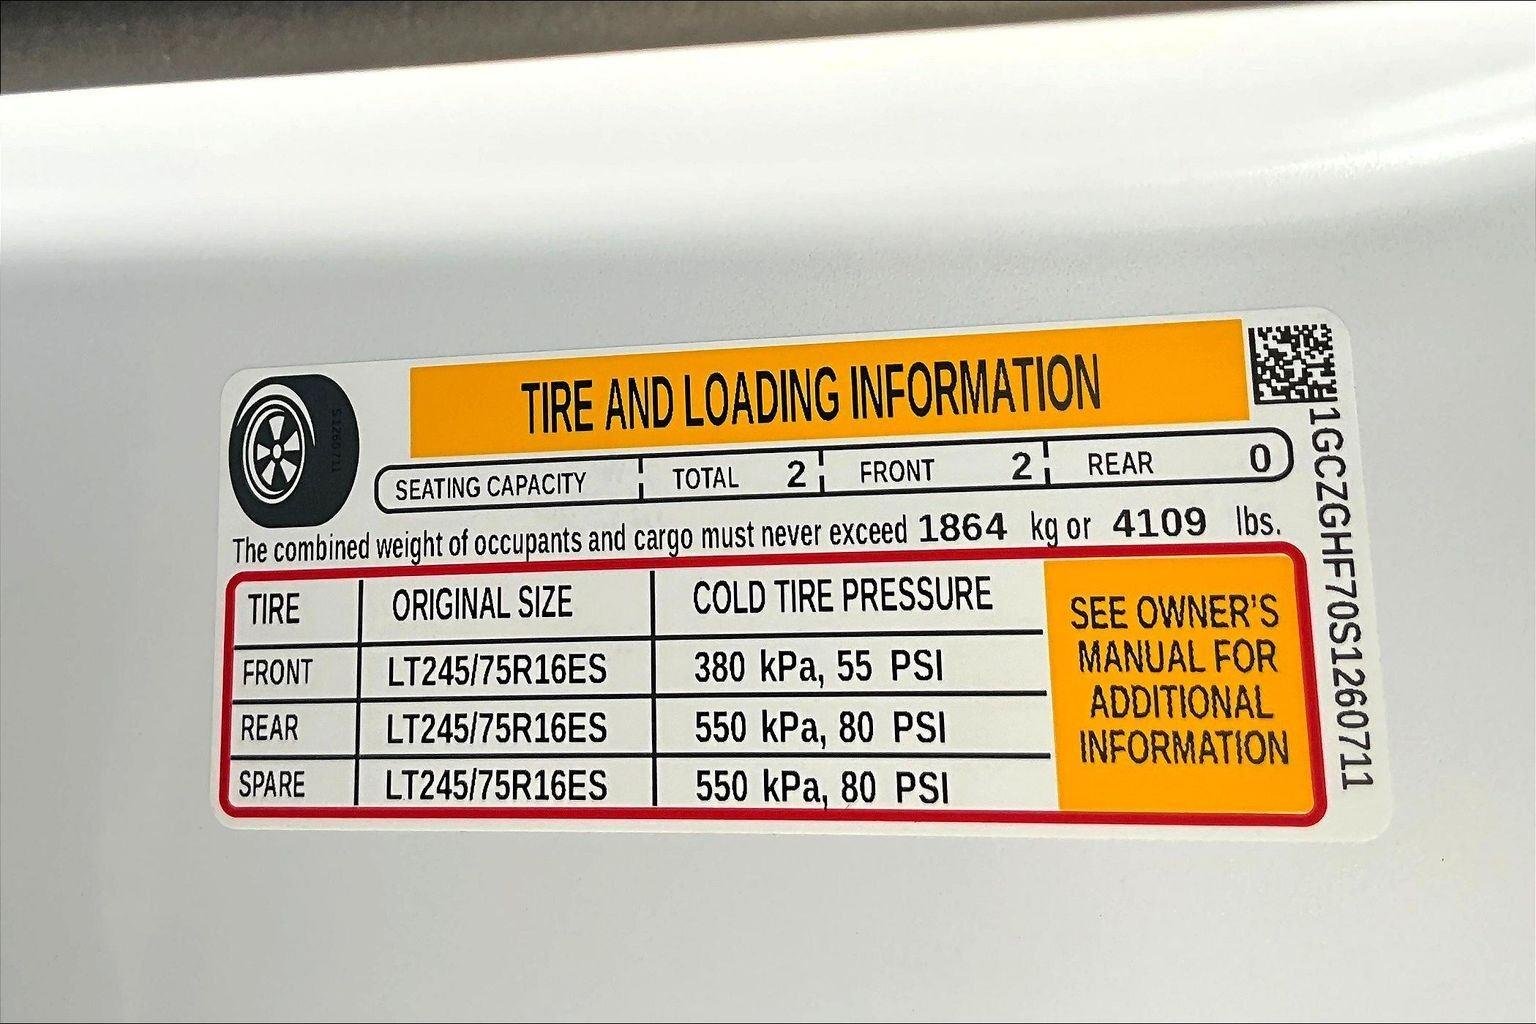 TIRE AND LOADING INFORMATION
SEATING CAPACITY TOTAL 2 FRONT 2 REAR 0
The combined weight of occupants and cargo must never exceed 1864 kg or 4109 lbs.
TIRE ORIGINAL SIZE COLD TIRE PRESSURE
FRONT LT245/75R16ES 380 kPa, 55 PSI
REAR LT245/75R16ES 550 kPa, 80 PSI
SPARE LT245/75R16ES 550 kPa, 80 PSI
SEE OWNER'S
MANUAL FOR
ADDITIONAL
INFORMATION
1GCZGHF70S1260711
S1260711